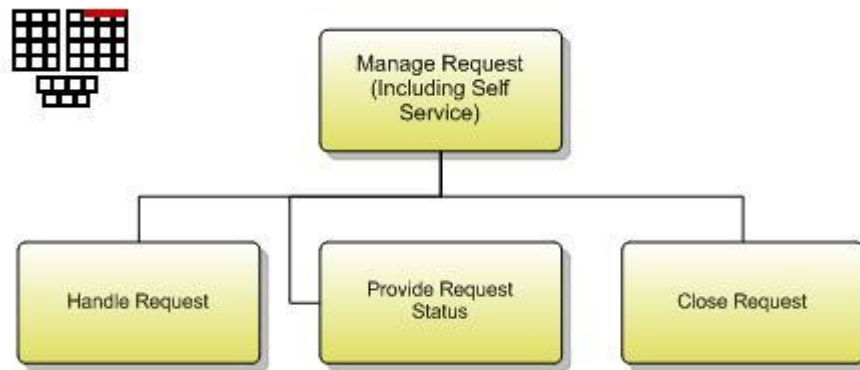 Manage Request
(Including Self
Service)
Handle Request
Provide Request
Status
Close Request